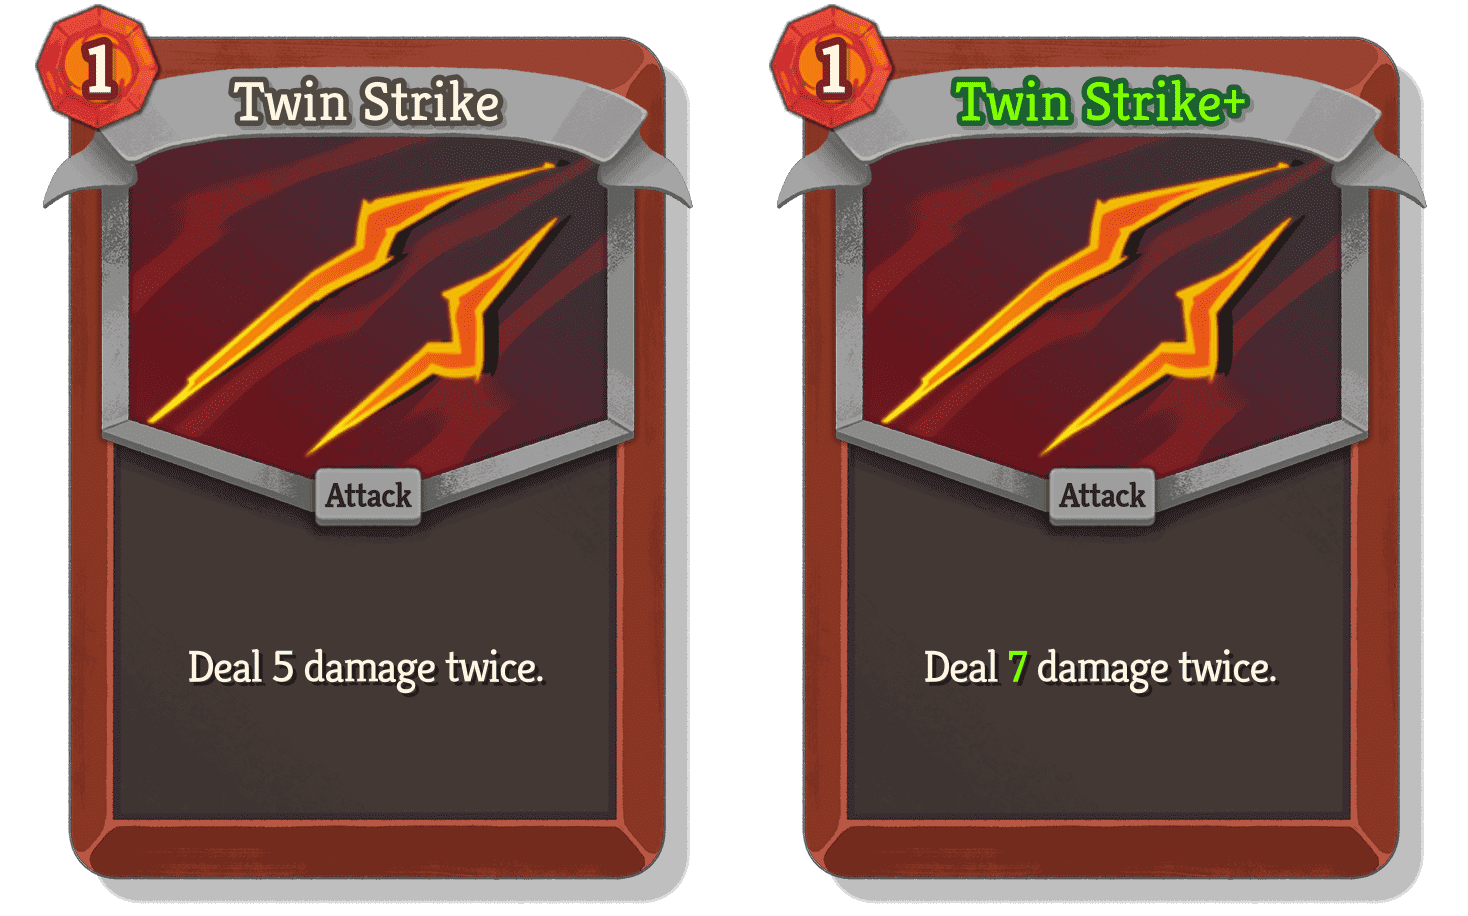 1
Twin Strike
Attack
Deal 5 damage twice.
1
Twin Strike+
Attack
Deal 7 damage twice.